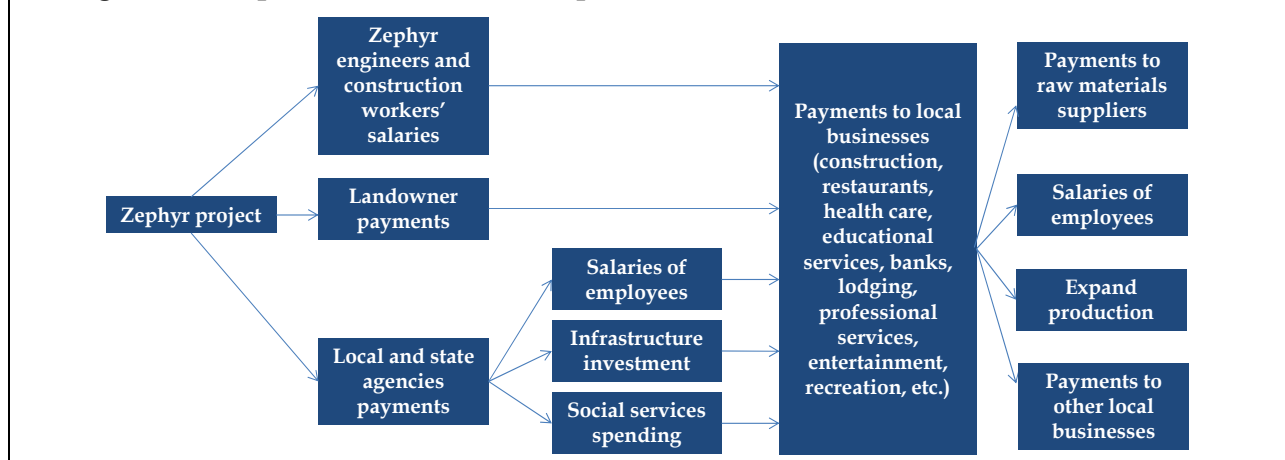 Zephyr
engineers and
construction
workers’
salaries
Zephyr project
Landowner
payments
Local and state
agencies
payments
Salaries of
employees
Infrastructure
investment
Social services
spending
Payments to local
businesses
(construction,
restaurants,
health care,
educational
services, banks,
lodging,
professional
services,
entertainment,
recreation, etc.)
Payments to
raw materials
suppliers
Salaries of
employees
Expand
production
Payments to
other local
businesses